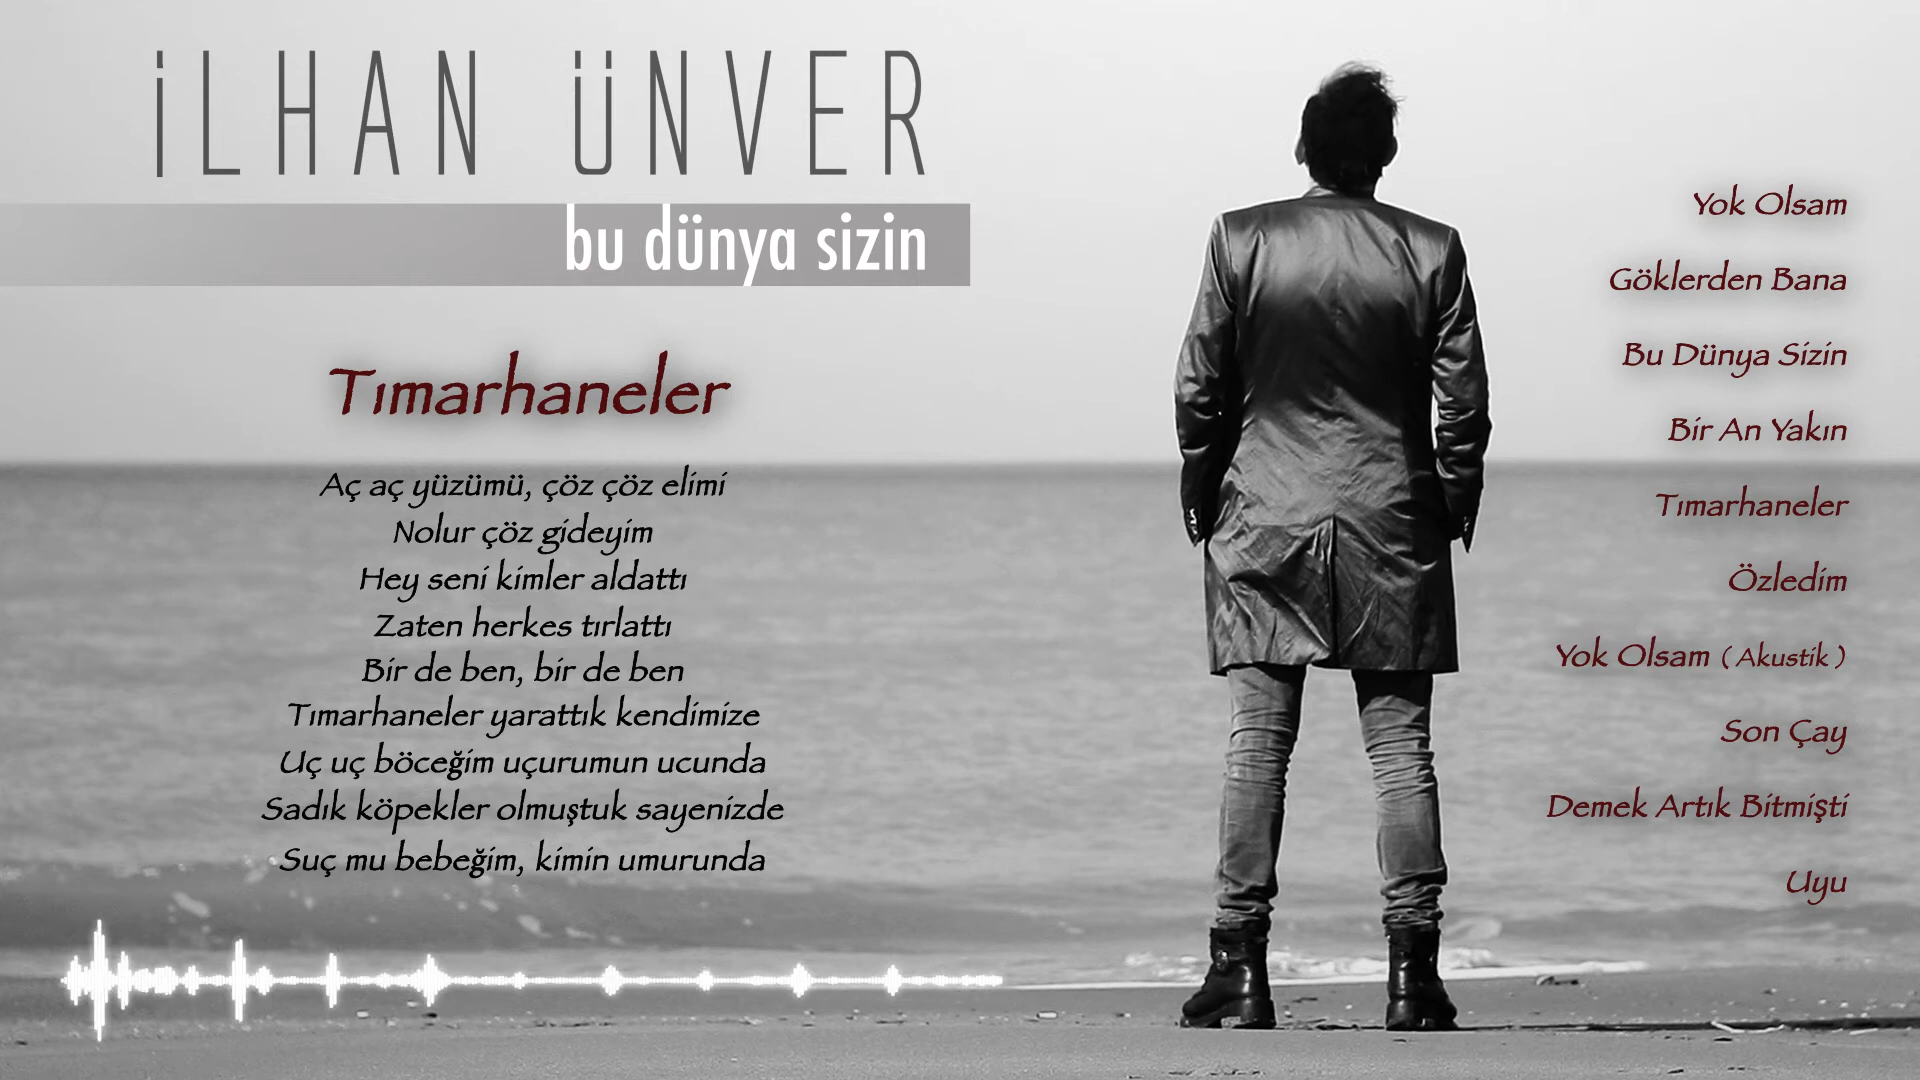 İLHAN ÜNVER
bu dünya sizin
Tımarhaneler
Aç aç yüzümü, çöz çöz elimi
Nolur çöz gideyim
Hey seni kimler aldattı
Zaten herkes tırlattı
Bir de ben, bir de ben
Tımarhaneler yarattık kendimize
Uç uç böceğim uçurumun ucunda
Sadık köpekler olmuştuk sayenizde
Suç mu bebeğim, kimin umurunda
Yok Olsam
Göklerden Bana
Bu Dünya Sizin
Bir An Yakın
Tımarhaneler
Özledim
Yok Olsam ( Akustik )
Son Çay
Demek Artık Bitmişti
Uyu